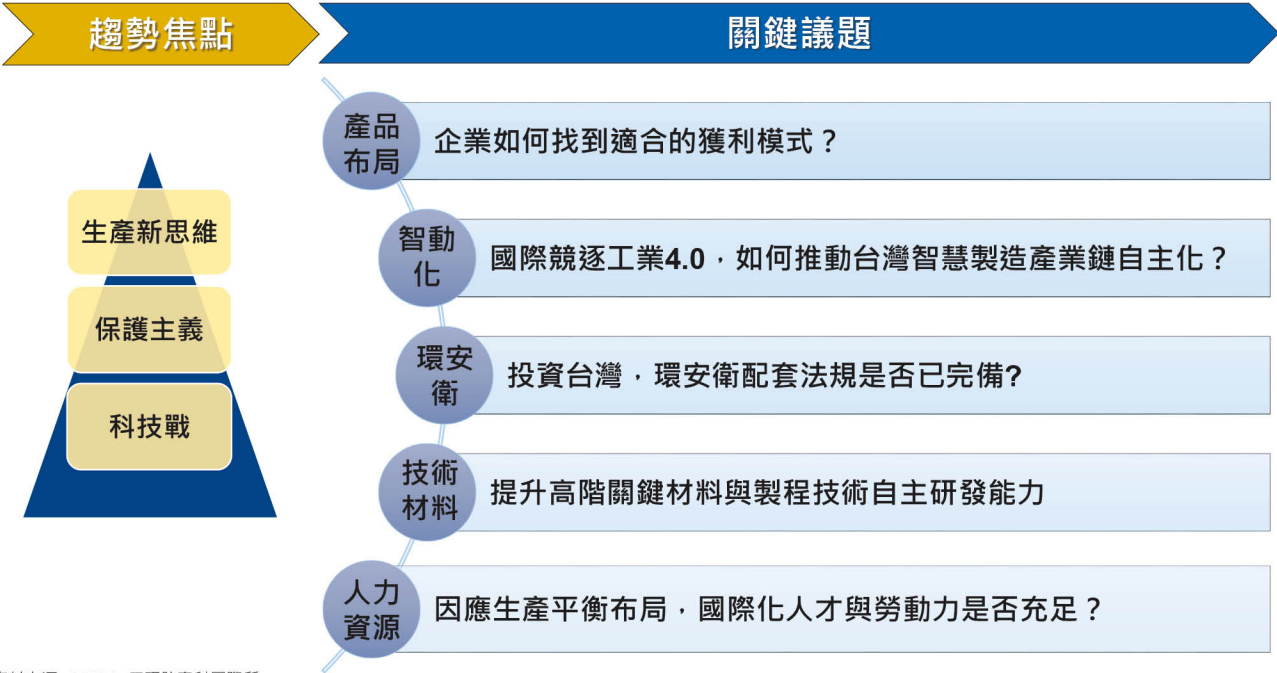 趨勢焦點
關鍵議題
生產新思維
保護主義
科技戰
產品
布局
企業如何找到適合的獲利模式？
智動
化
國際競逐工業4.0，如何推動台灣智慧製造產業鏈自主化？
環安
衛
投資台灣，環安衛配套法規是否已完備?
技術
材料
提升高階關鍵材料與製程技術自主研發能力
人力
資源
因應生產平衡布局，國際化人才與勞動力是否充足？